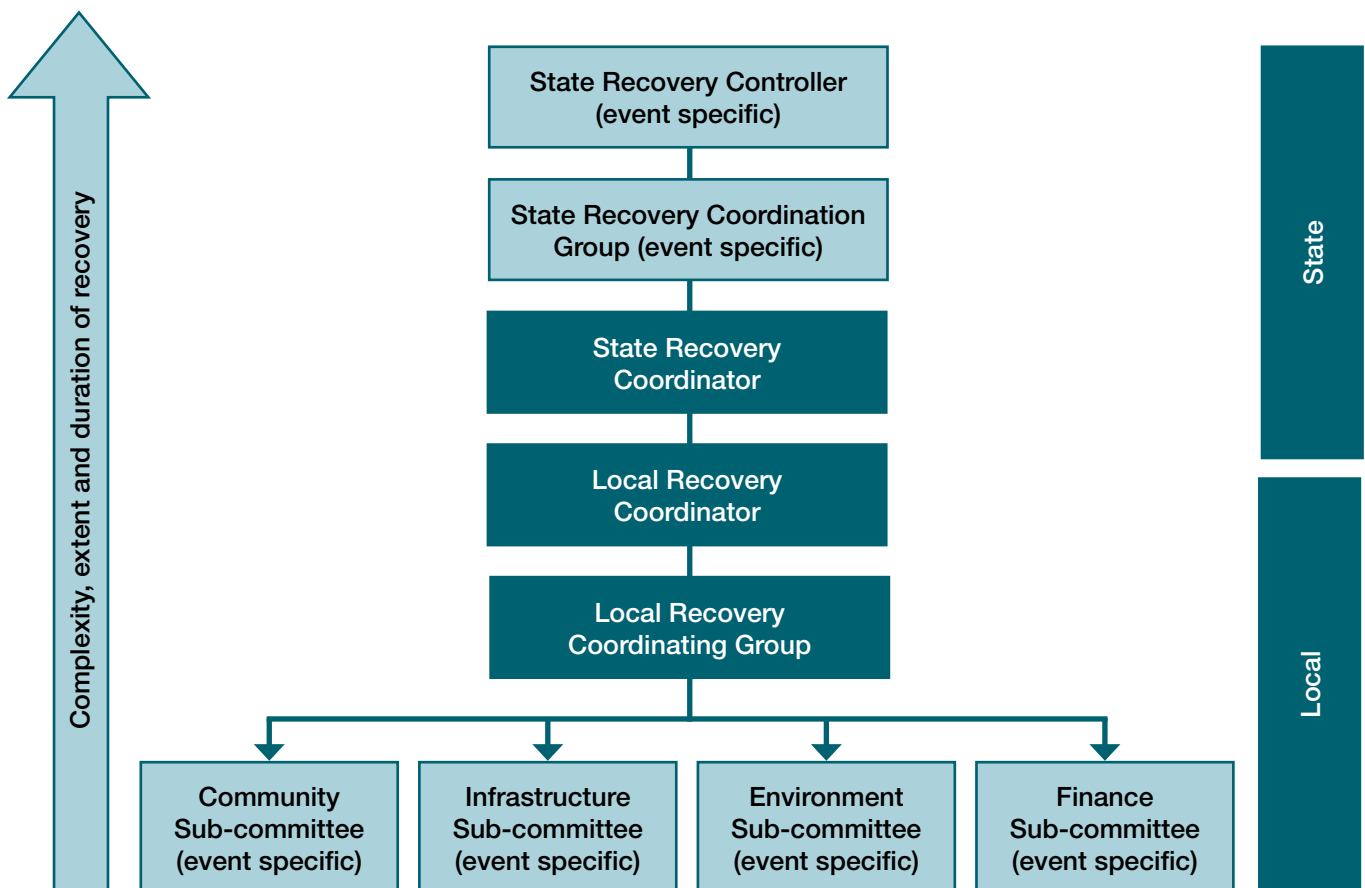 State Recovery Controller
(event specific)
State Recovery Coordination
Group (event specific)
State Recovery
Coordinator
Local Recovery
Coordinator
Local Recovery
Coordinating Group
Community
Sub-committee
(event specific)
Infrastructure
Sub-committee
(event specific)
Environment
Sub-committee
(event specific)
Finance
Sub-committee
(event specific)
Complexity, extent and duration of recovery
State
Local